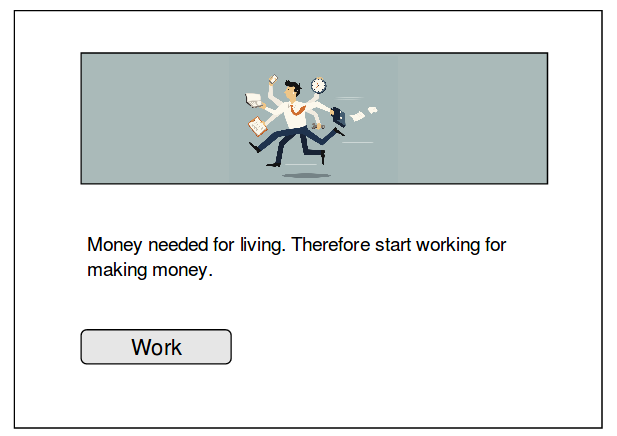 Money needed for living. Therefore start working for
making money.
Work